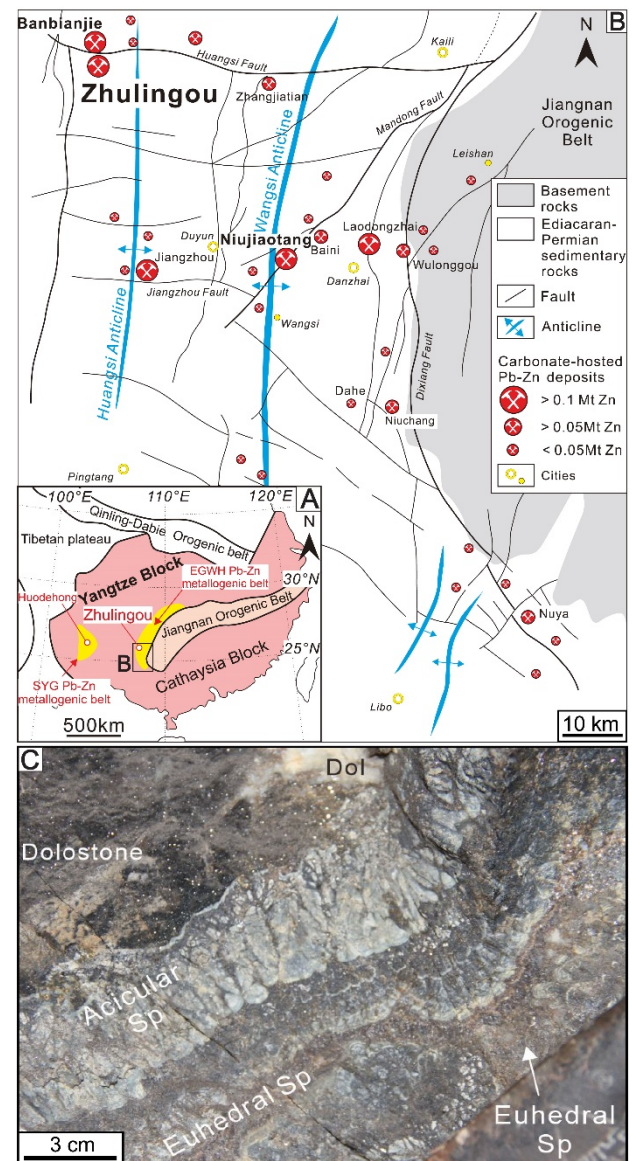 Banbianjie
B
Huangsi Fault
Kaili
N
Zhulingou
Zhangjiatian
Mandong Fault
Jiangnan
Orogenic
Belt
Leishan
Wangsi Anticline
Basement
rocks
Ediacaran-
Permian
sedimentary
rocks
Fault
Anticline
Carbonate-hosted
Pb-Zn deposits
> 0.1 Mt Zn
> 0.05Mt Zn
< 0.05Mt Zn
Cities
Duyun
Niujiaotang
Baini
Laodongzhai
Wulonggou
Jiangzhou
Danzhai
Jiangzhou Fault
Wangsi
Huangsi Anticline
Dixiang Fault
Dahe
Niuchang
Pingtang
Nuya
Libo
10 km
A
100°E
110°E
120°E
N
Qinling-Dabie Orogenic belt
Tibetan plateau
Yangtze Block
EGWH Pb-Zn
metallogenic belt
30°N
Huodehong
Zhulingou
Jiangnan Orogenic Belt
B
25°N
Cathaysia Block
SYG Pb-Zn
metallogenic belt
500km
C
Dol
Dolostone
Acicular
Sp
Euhedral Sp
Euhedral
Sp
3 cm